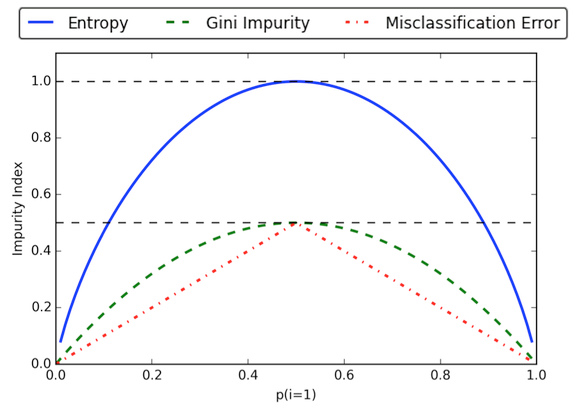 Entropy Gini Impurity Misclassification Error
1.0
0.8
0.6
0.4
0.2
0.0
Impurity Index
0.0 0.2 0.4 0.6 0.8 1.0
p(i=1)